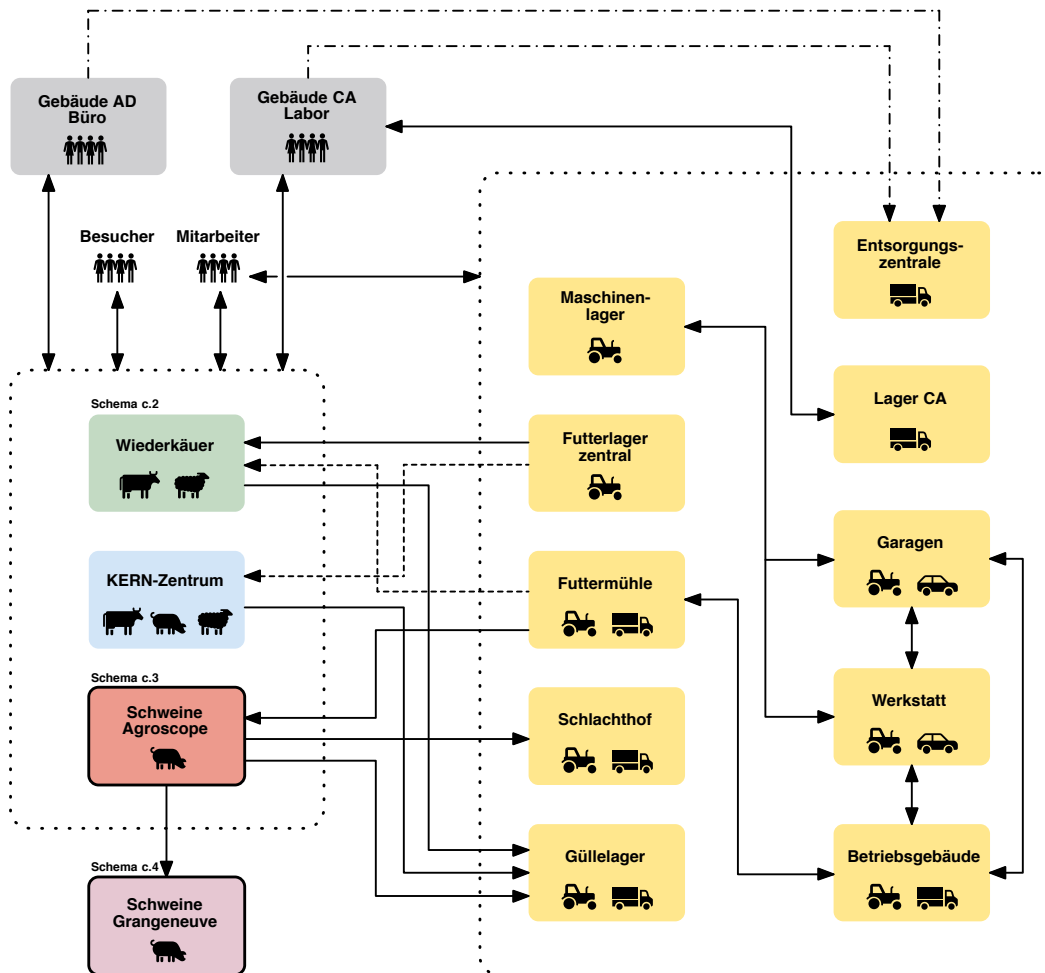 Gebäude AD
Büro
Gebäude CA
Labor
Besucher
Mitarbeiter
Entsorgungs-
zentrale
Maschinen-
lager
Lager CA
Schema c.2
Wiederkäuer
Futterlager
zentral
Garagen
KERN-Zentrum
Futtermühle
Schema c.3
Schweine
Agroscope
Schlachthof
Werkstatt
Güllelager
Betriebsgebäude
Schema c.4
Schweine
Grangeneuve